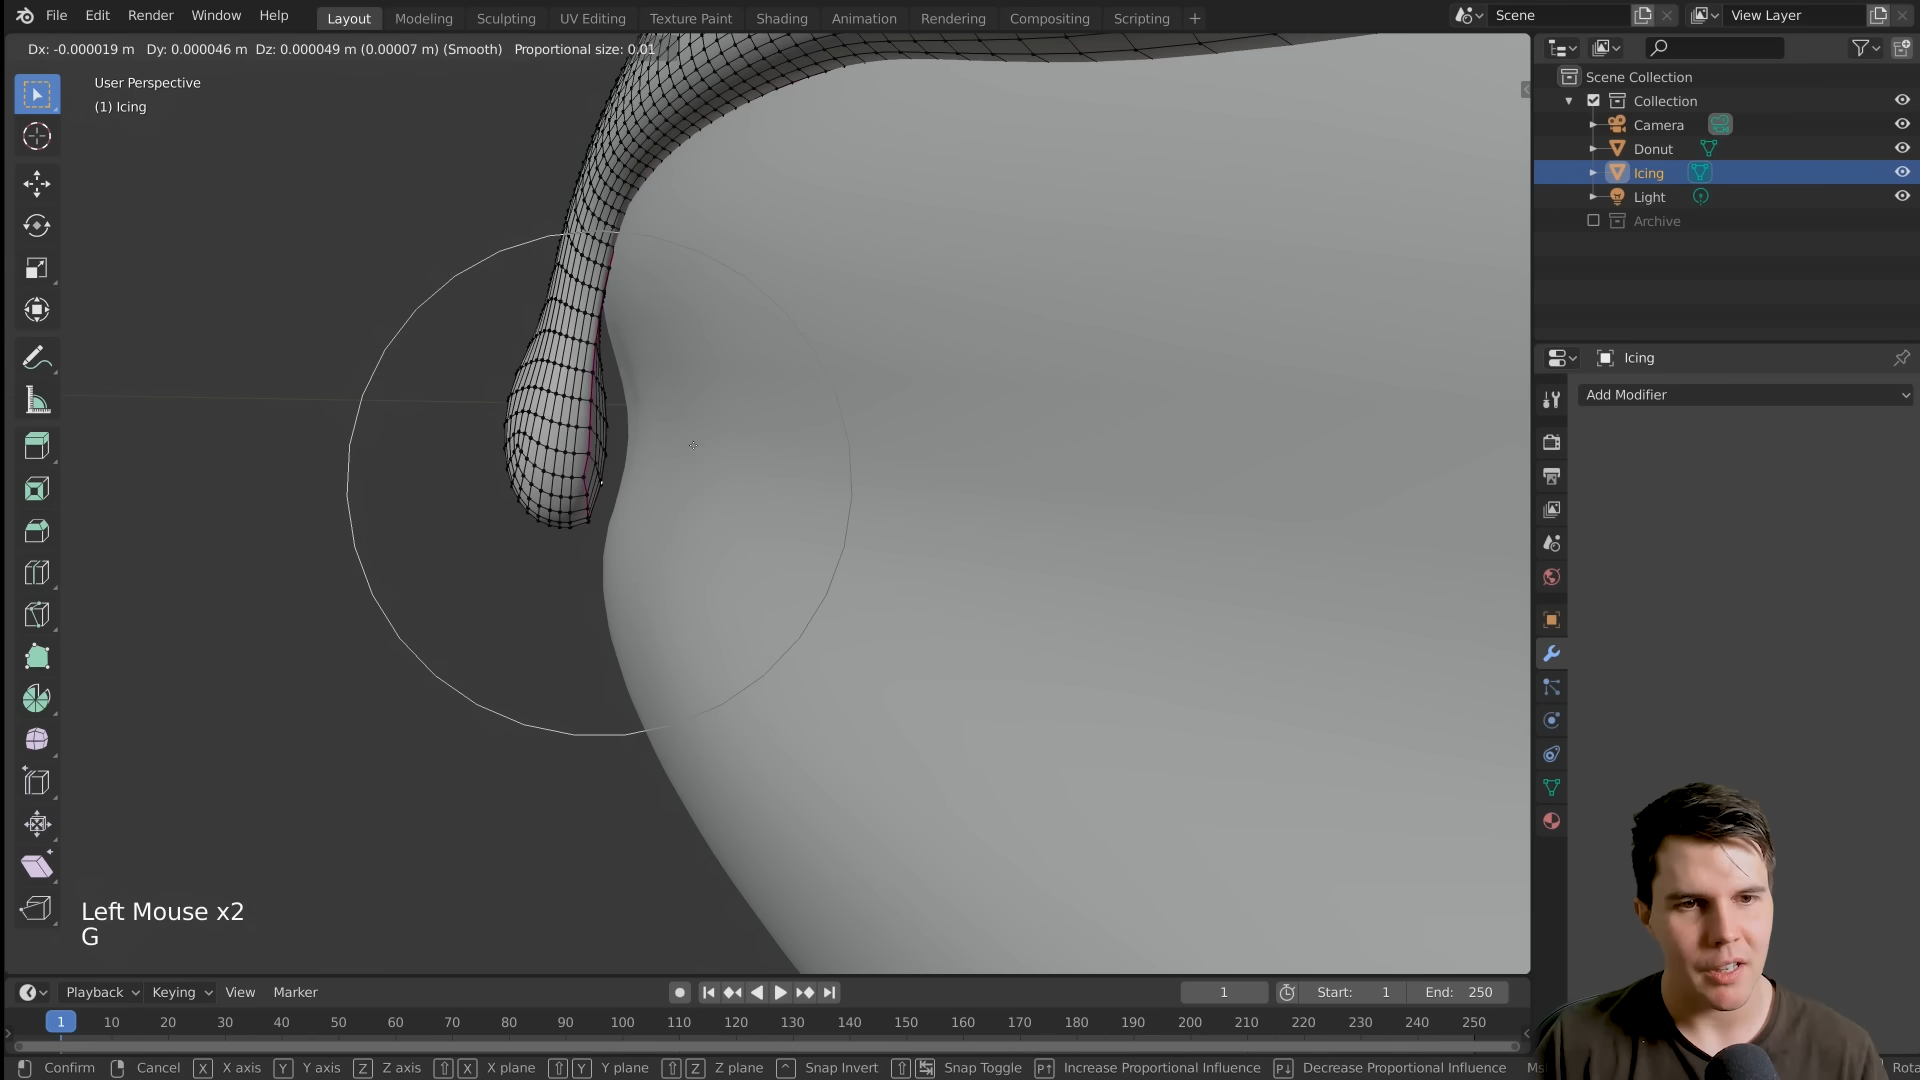 File Edit Render Window Help Layout Modeling Sculpting UV Editing Texture Paint Shading Animation Rendering Compositing Scripting + Scene View Layer
Dx: -0.000019 m Dy: 0.000046 m Dz: 0.000049 m (0.00007 m) (Smooth) Proportional size: 0.01
User Perspective
(1) Icing
Scene Collection
Collection
Camera
Donut
Icing
Light
Archive
Icing
Add Modifier
Left Mouse x2
G
Playback Keying View Marker 1 Start: 1 End: 250
1 10 20 30 40 50 60 70 80 90 100 110 120 130 140 150 160 170 180 190 200 210 220 230 240 250
Confirm Cancel X X axis Y Y axis Z Z axis X X plane Y Y plane Z Z plane Snap Invert Snap Toggle P↑ Increase Proportional Influence P↓ Decrease Proportional Influence